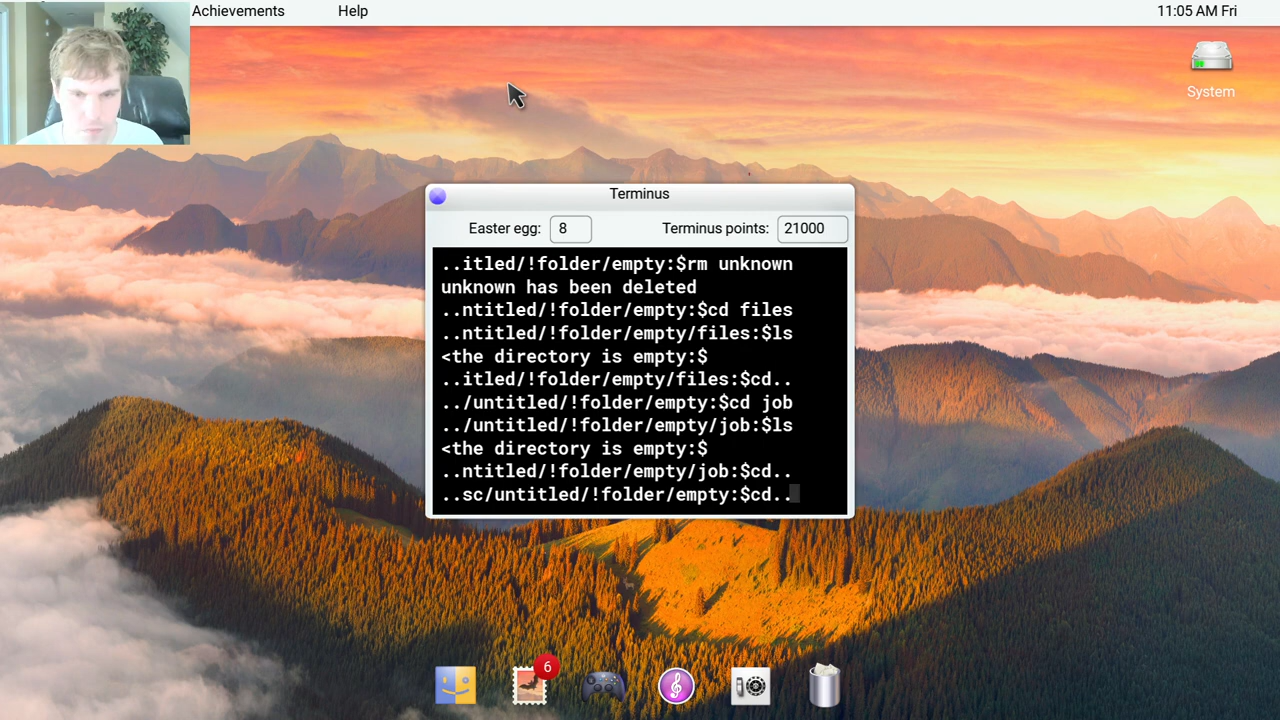 Achievements Help 11:05 AM Fri
System
Terminus
Easter egg: 8 Terminus points: 21000
..itled/!folder/empty:$rm unknown
unknown has been deleted
..ntitled/!folder/empty:$cd files
..ntitled/!folder/empty/files:$ls
<the directory is empty:$
..itled/!folder/empty/files:$cd..
../untitled/!folder/empty:$cd job
../untitled/!folder/empty/job:$ls
<the directory is empty:$
..ntitled/!folder/empty/job:$cd..
..sc/untitled/!folder/empty:$cd..
6